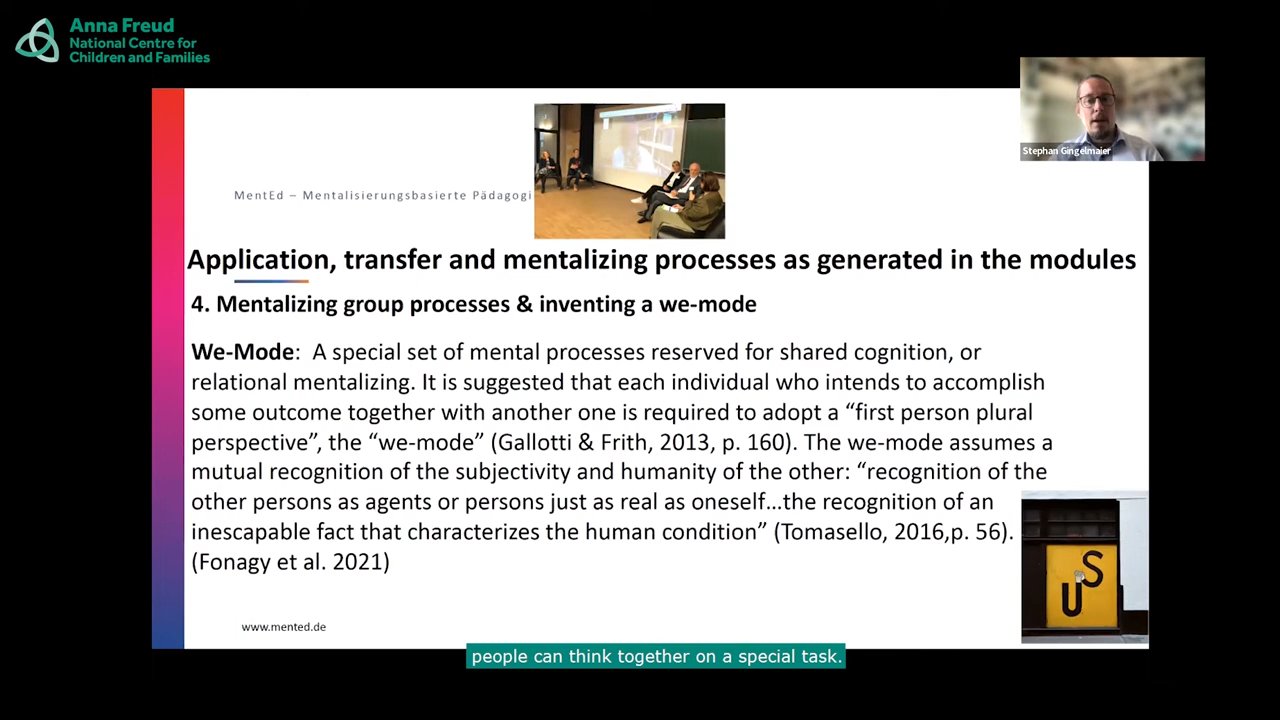 Anna Freud
National Centre for
Children and Families
Stephan Gingelmaier
MentEd – Mentalisierungsbasierte Pädagogi
Application, transfer and mentalizing processes as generated in the modules
4. Mentalizing group processes & inventing a we-mode
We-Mode: A special set of mental processes reserved for shared cognition, or
relational mentalizing. It is suggested that each individual who intends to accomplish
some outcome together with another one is required to adopt a “first person plural
perspective”, the “we-mode” (Gallotti & Frith, 2013, p. 160). The we-mode assumes a
mutual recognition of the subjectivity and humanity of the other: “recognition of the
other persons as agents or persons just as real as oneself…the recognition of an
inescapable fact that characterizes the human condition” (Tomasello, 2016,p. 56).
(Fonagy et al. 2021)
US
www.mented.de
people can think together on a special task.